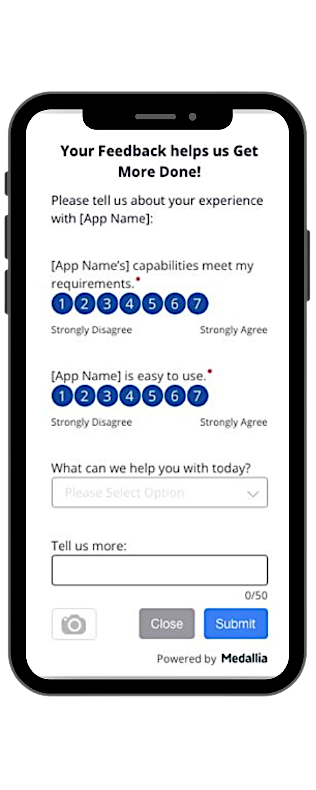 Your Feedback helps us Get
More Done!
Please tell us about your experience
with [App Name]:
[App Name's] capabilities meet my
requirements.*
1 2 3 4 5 6 7
Strongly Disagree Strongly Agree
[App Name] is easy to use.*
1 2 3 4 5 6 7
Strongly Disagree Strongly Agree
What can we help you with today?
Please Select Option
Tell us more:
0/50
Close Submit
Powered by Medallia